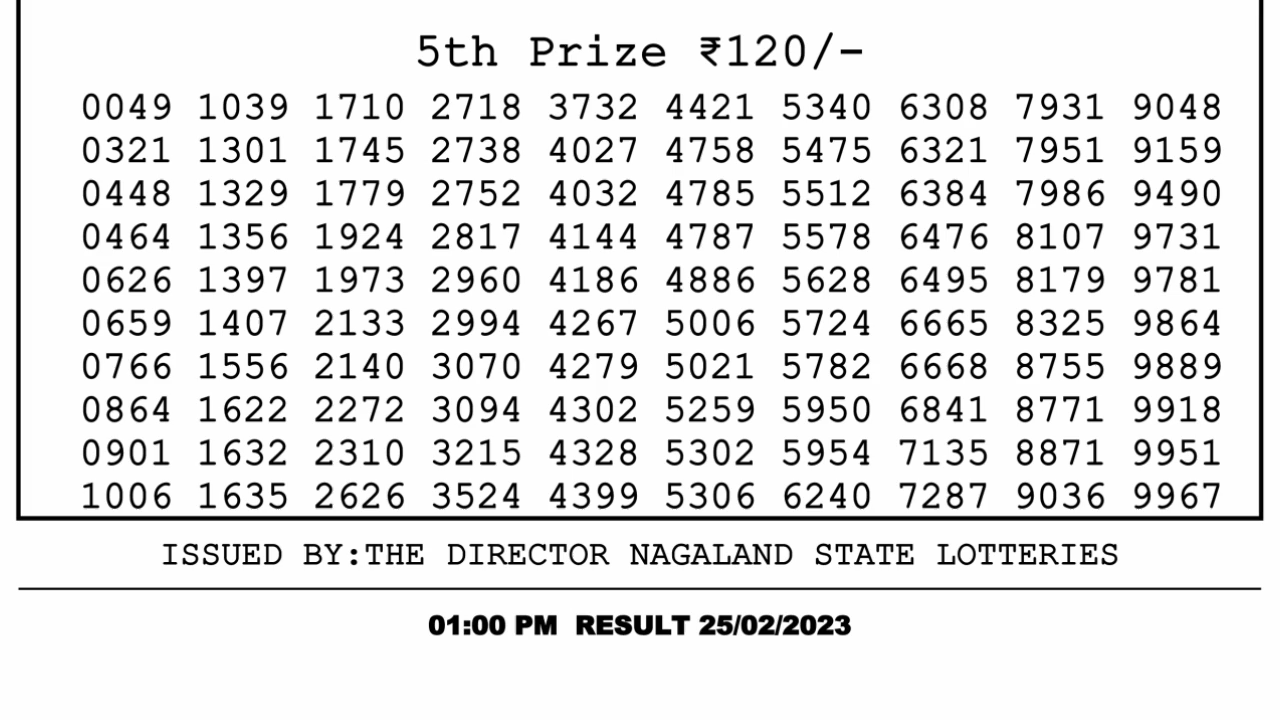 5th Prize ₹120/-
0049 1039 1710 2718 3732 4421 5340 6308 7931 9048
0321 1301 1745 2738 4027 4758 5475 6321 7951 9159
0448 1329 1779 2752 4032 4785 5512 6384 7986 9490
0464 1356 1924 2817 4144 4787 5578 6476 8107 9731
0626 1397 1973 2960 4186 4886 5628 6495 8179 9781
0659 1407 2133 2994 4267 5006 5724 6665 8325 9864
0766 1556 2140 3070 4279 5021 5782 6668 8755 9889
0864 1622 2272 3094 4302 5259 5950 6841 8771 9918
0901 1632 2310 3215 4328 5302 5954 7135 8871 9951
1006 1635 2626 3524 4399 5306 6240 7287 9036 9967
ISSUED BY:THE DIRECTOR NAGALAND STATE LOTTERIES
01:00 PM RESULT 25/02/2023